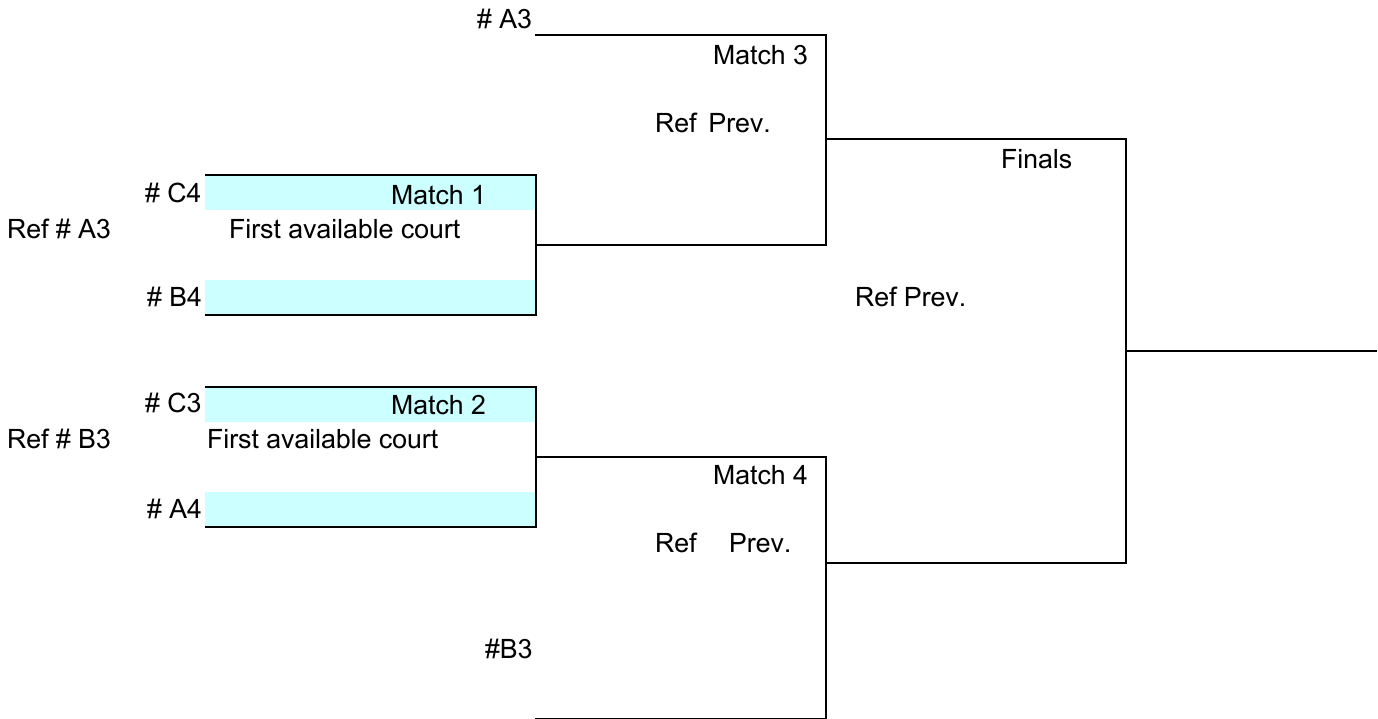 # A3
Match 3
Ref Prev.
Finals
# C4
Match 1
Ref # A3
First available court
# B4
Ref Prev.
# C3
Match 2
Ref # B3
First available court
# A4
Match 4
Ref Prev.
#B3